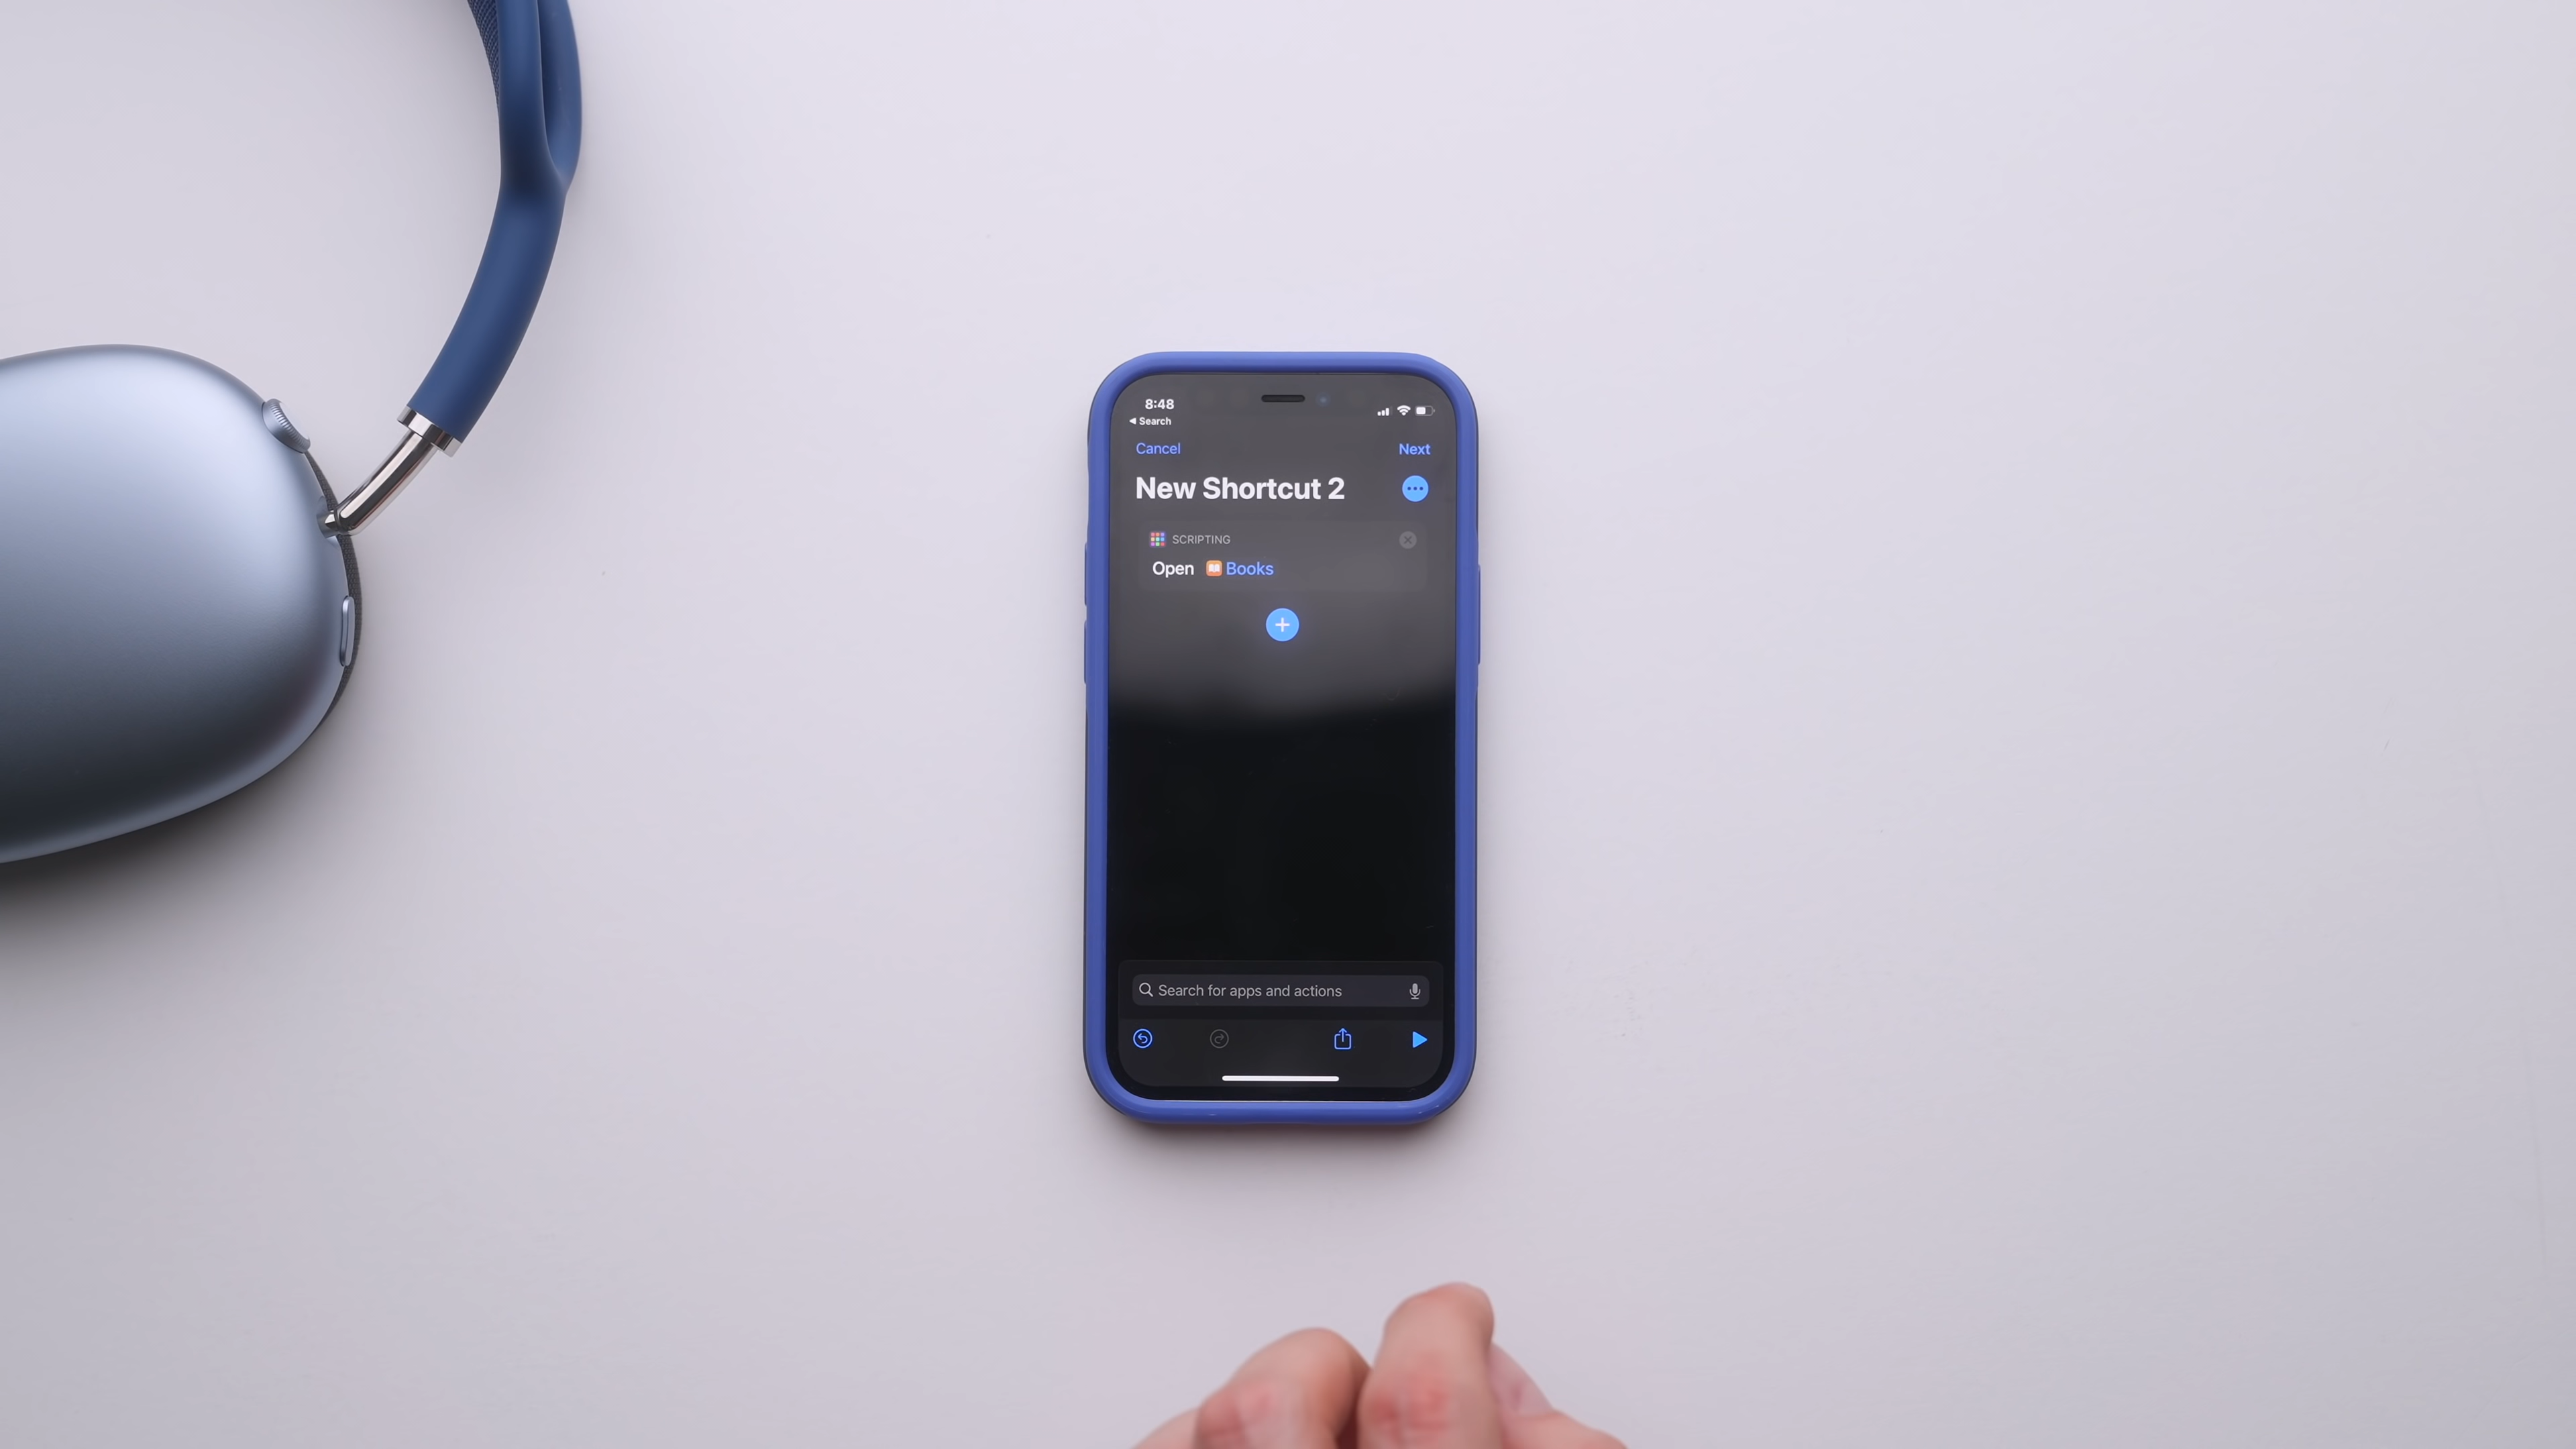 8:48
Search
Cancel
Next
New Shortcut 2
SCRIPTING
Open Books
Search for apps and actions